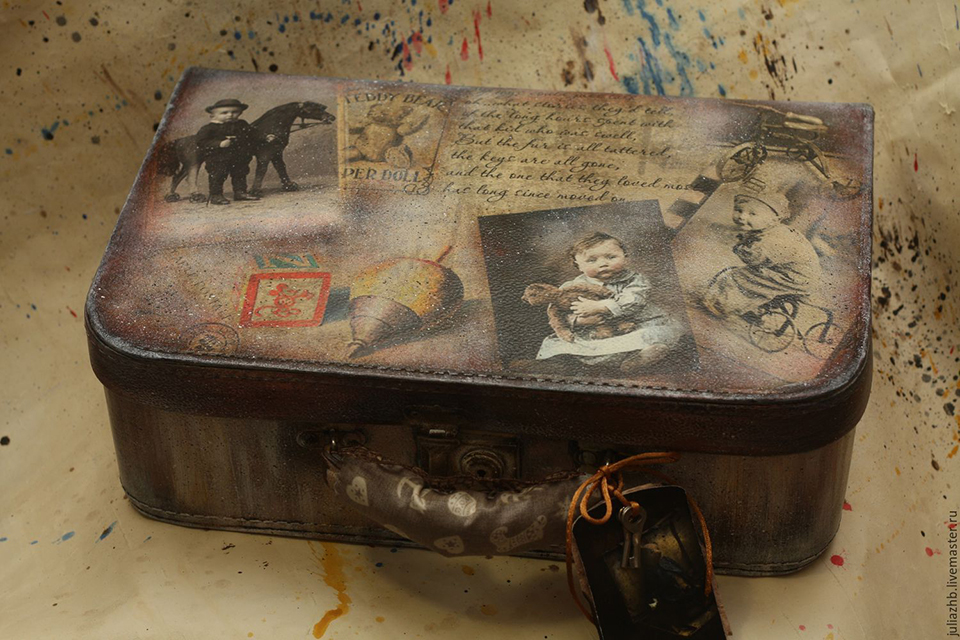 TEDDY BEAR
PER DOLL
the long hours spent with
that kid who was swell,
But the fur is all tattered,
the keys are all gone,
and the one that they loved most
has long since moved on
juliazhb.livemaster.ru